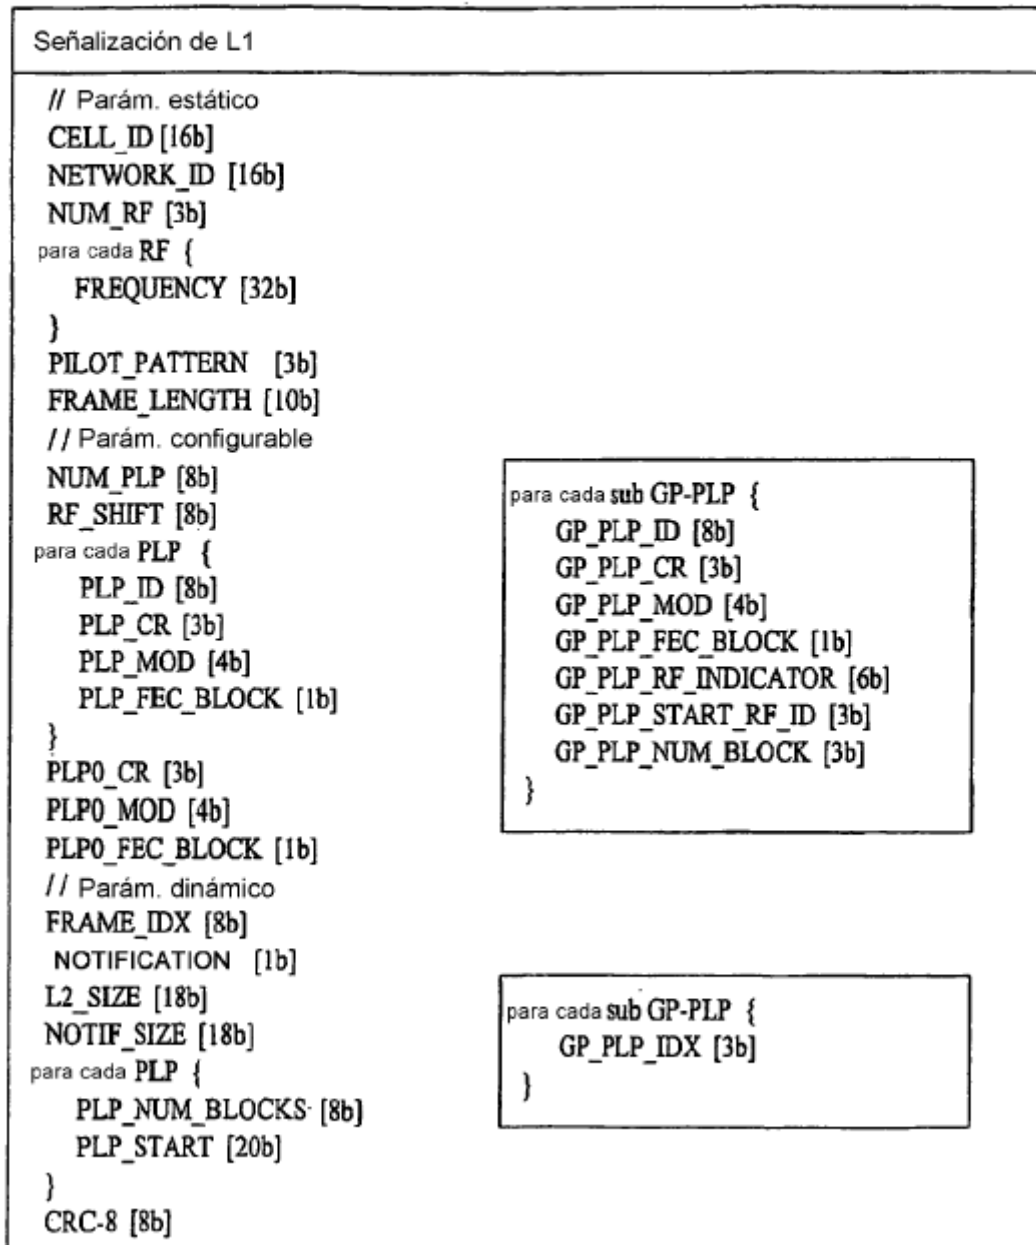 Señalización de L1
// Parám. estático
CELL_ID [16b]
NETWORK_ID [16b]
NUM_RF [3b]
para cada RF {
FREQUENCY [32b]
}
PILOT_PATTERN [3b]
FRAME_LENGTH [10b]
// Parám. configurable
NUM_PLP [8b]
RF_SHIFT [8b]
para cada PLP {
PLP_ID [8b]
PLP_CR [3b]
PLP_MOD [4b]
PLP_FEC_BLOCK [1b]
}
PLP0_CR [3b]
PLP0_MOD [4b]
PLP0_FEC_BLOCK [1b]
// Parám. dinámico
FRAME_IDX [8b]
NOTIFICATION [1b]
L2_SIZE [18b]
NOTIF_SIZE [18b]
para cada PLP {
PLP_NUM_BLOCKS [8b]
PLP_START [20b]
}
CRC-8 [8b]
para cada sub GP-PLP {
GP_PLP_ID [8b]
GP_PLP_CR [3b]
GP_PLP_MOD [4b]
GP_PLP_FEC_BLOCK [1b]
GP_PLP_RF_INDICATOR [6b]
GP_PLP_START_RF_ID [3b]
GP_PLP_NUM_BLOCK [3b]
}
para cada sub GP-PLP {
GP_PLP_IDX [3b]
}